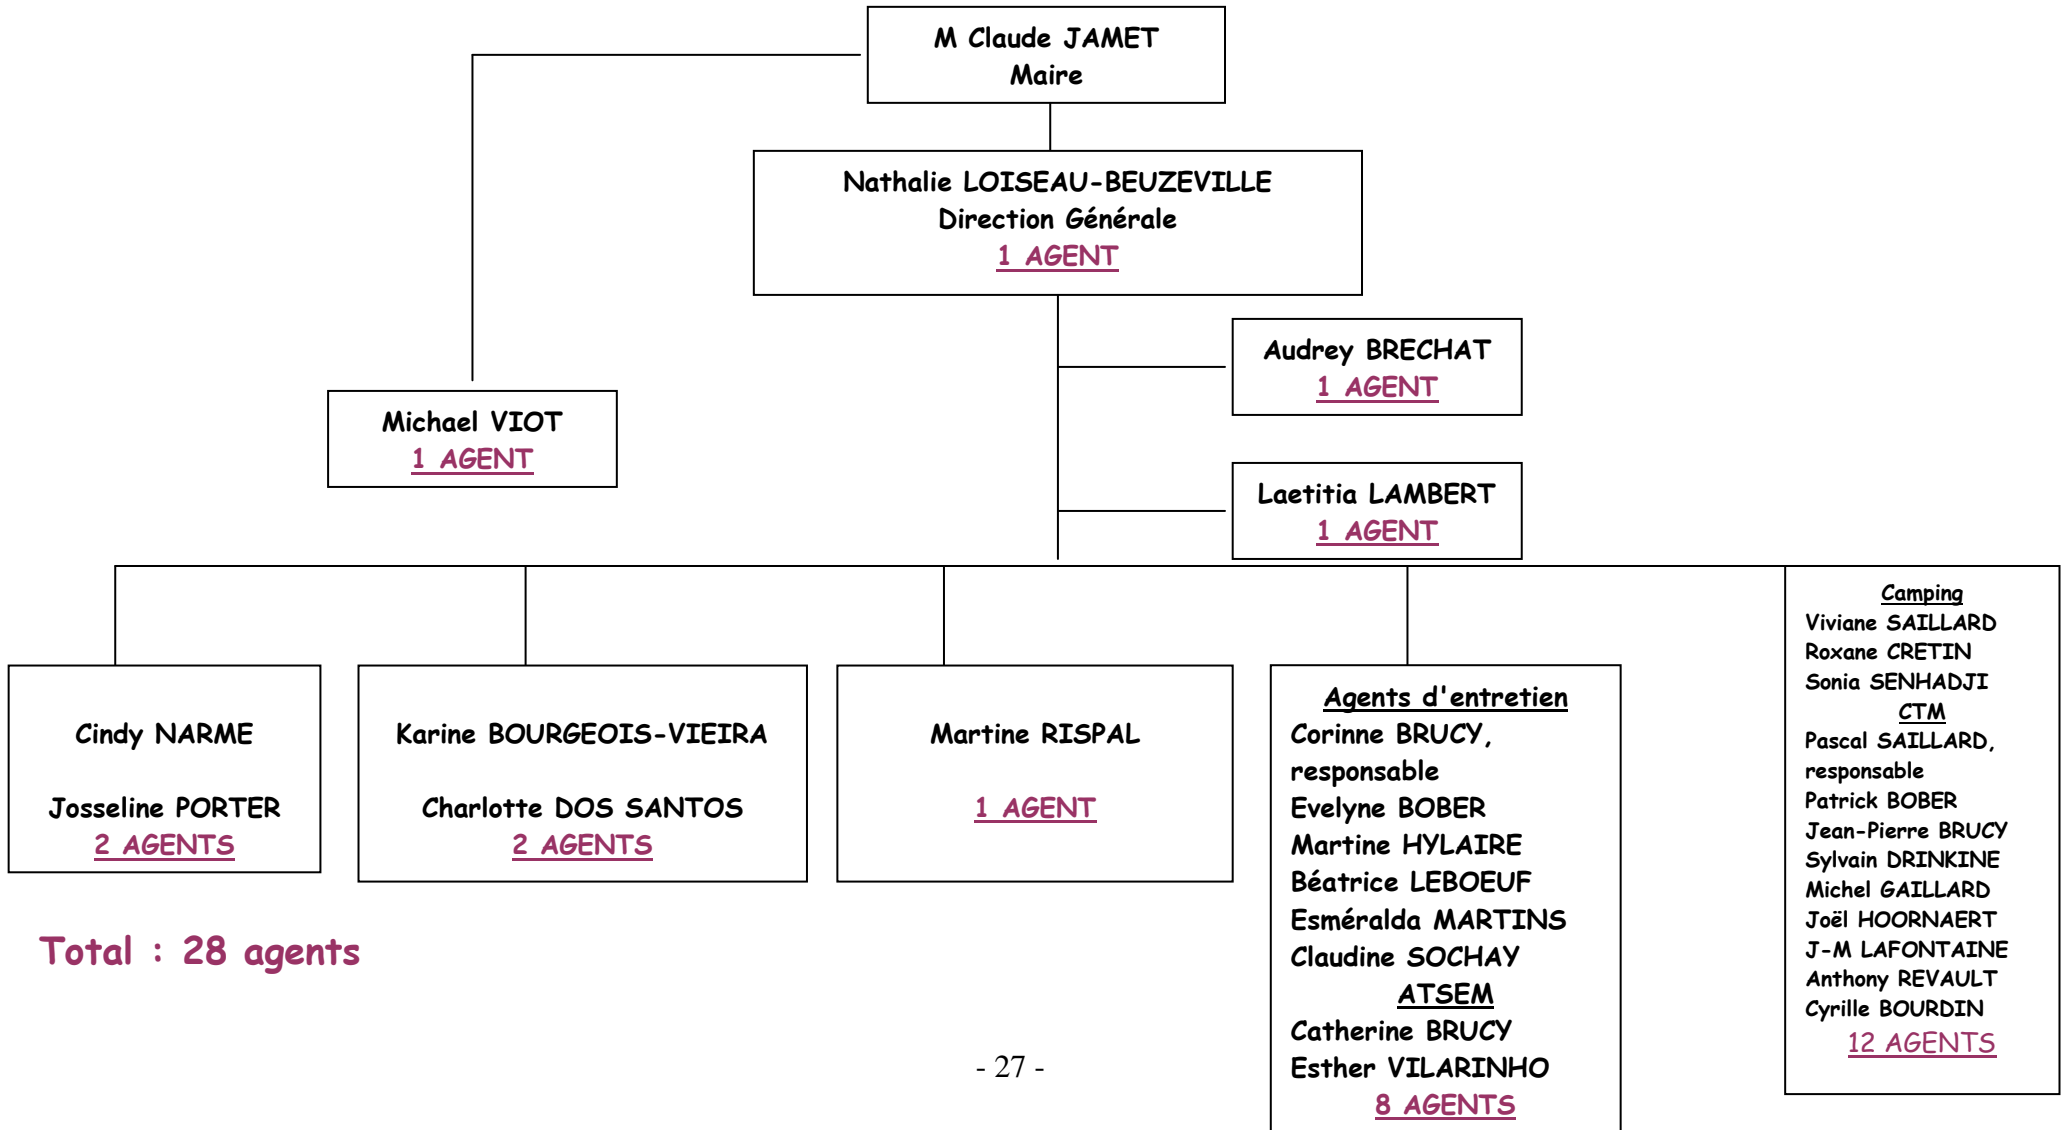 M Claude JAMET
Maire
Nathalie LOISEAU-BEUZEVILLE
Direction Générale
1 AGENT
Audrey BRECHAT
1 AGENT
Michael VIOT
1 AGENT
Laetitia LAMBERT
1 AGENT
Cindy NARME
Josseline PORTER
2 AGENTS
Karine BOURGEOIS-VIEIRA
Charlotte DOS SANTOS
2 AGENTS
Martine RISPAL
1 AGENT
Agents d'entretien
Corinne BRUCY,
responsable
Evelyne BOBER
Martine HYLAIRE
Béatrice LEBOEUF
Esméralda MARTINS
Claudine SOCHAY
ATSEM
Catherine BRUCY
Esther VILARINHO
8 AGENTS
Camping
Viviane SAILLARD
Roxane CRETIN
Sonia SENHADJI
CTM
Pascal SAILLARD,
responsable
Patrick BOBER
Jean-Pierre BRUCY
Sylvain DRINKINE
Michel GAILLARD
Joël HOORNAERT
J-M LAFONTAINE
Anthony REVAULT
Cyrille BOURDIN
12 AGENTS
Total : 28 agents
- 27 -